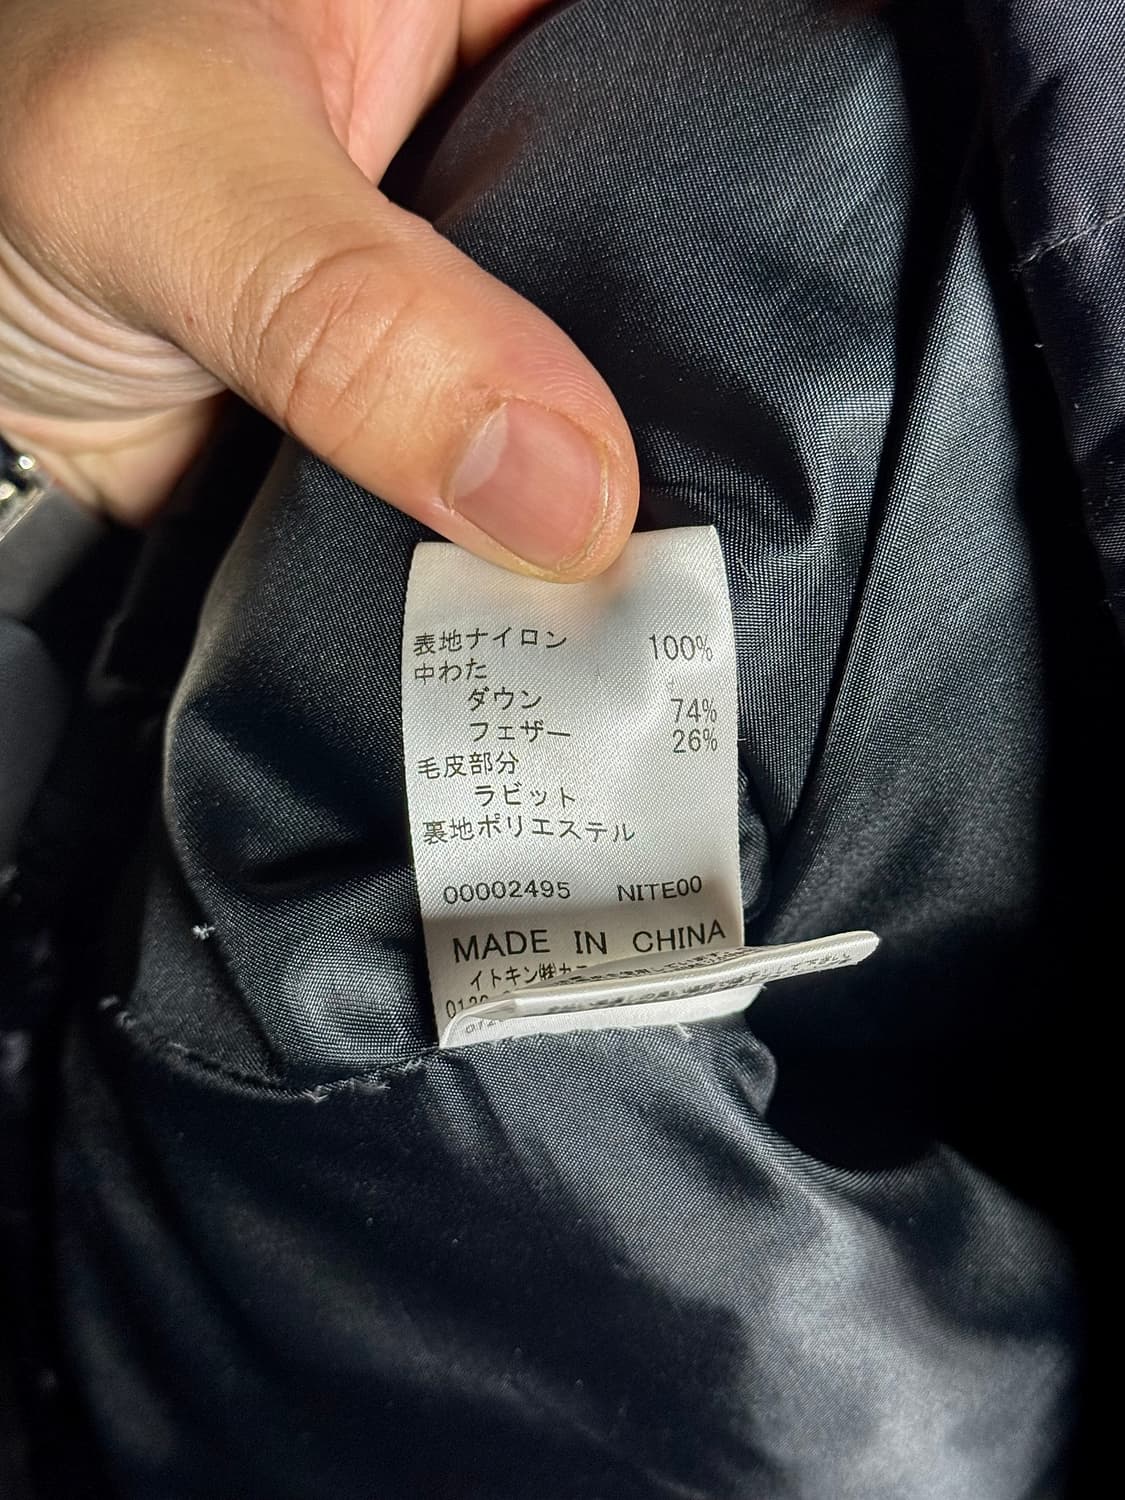 表地ナイロン 100%
中わた
ダウン 74%
フェザー 26%
毛皮部分
ラビット
裏地ポリエステル
00002495 NITE00
MADE IN CHINA
イトキン㈱カ